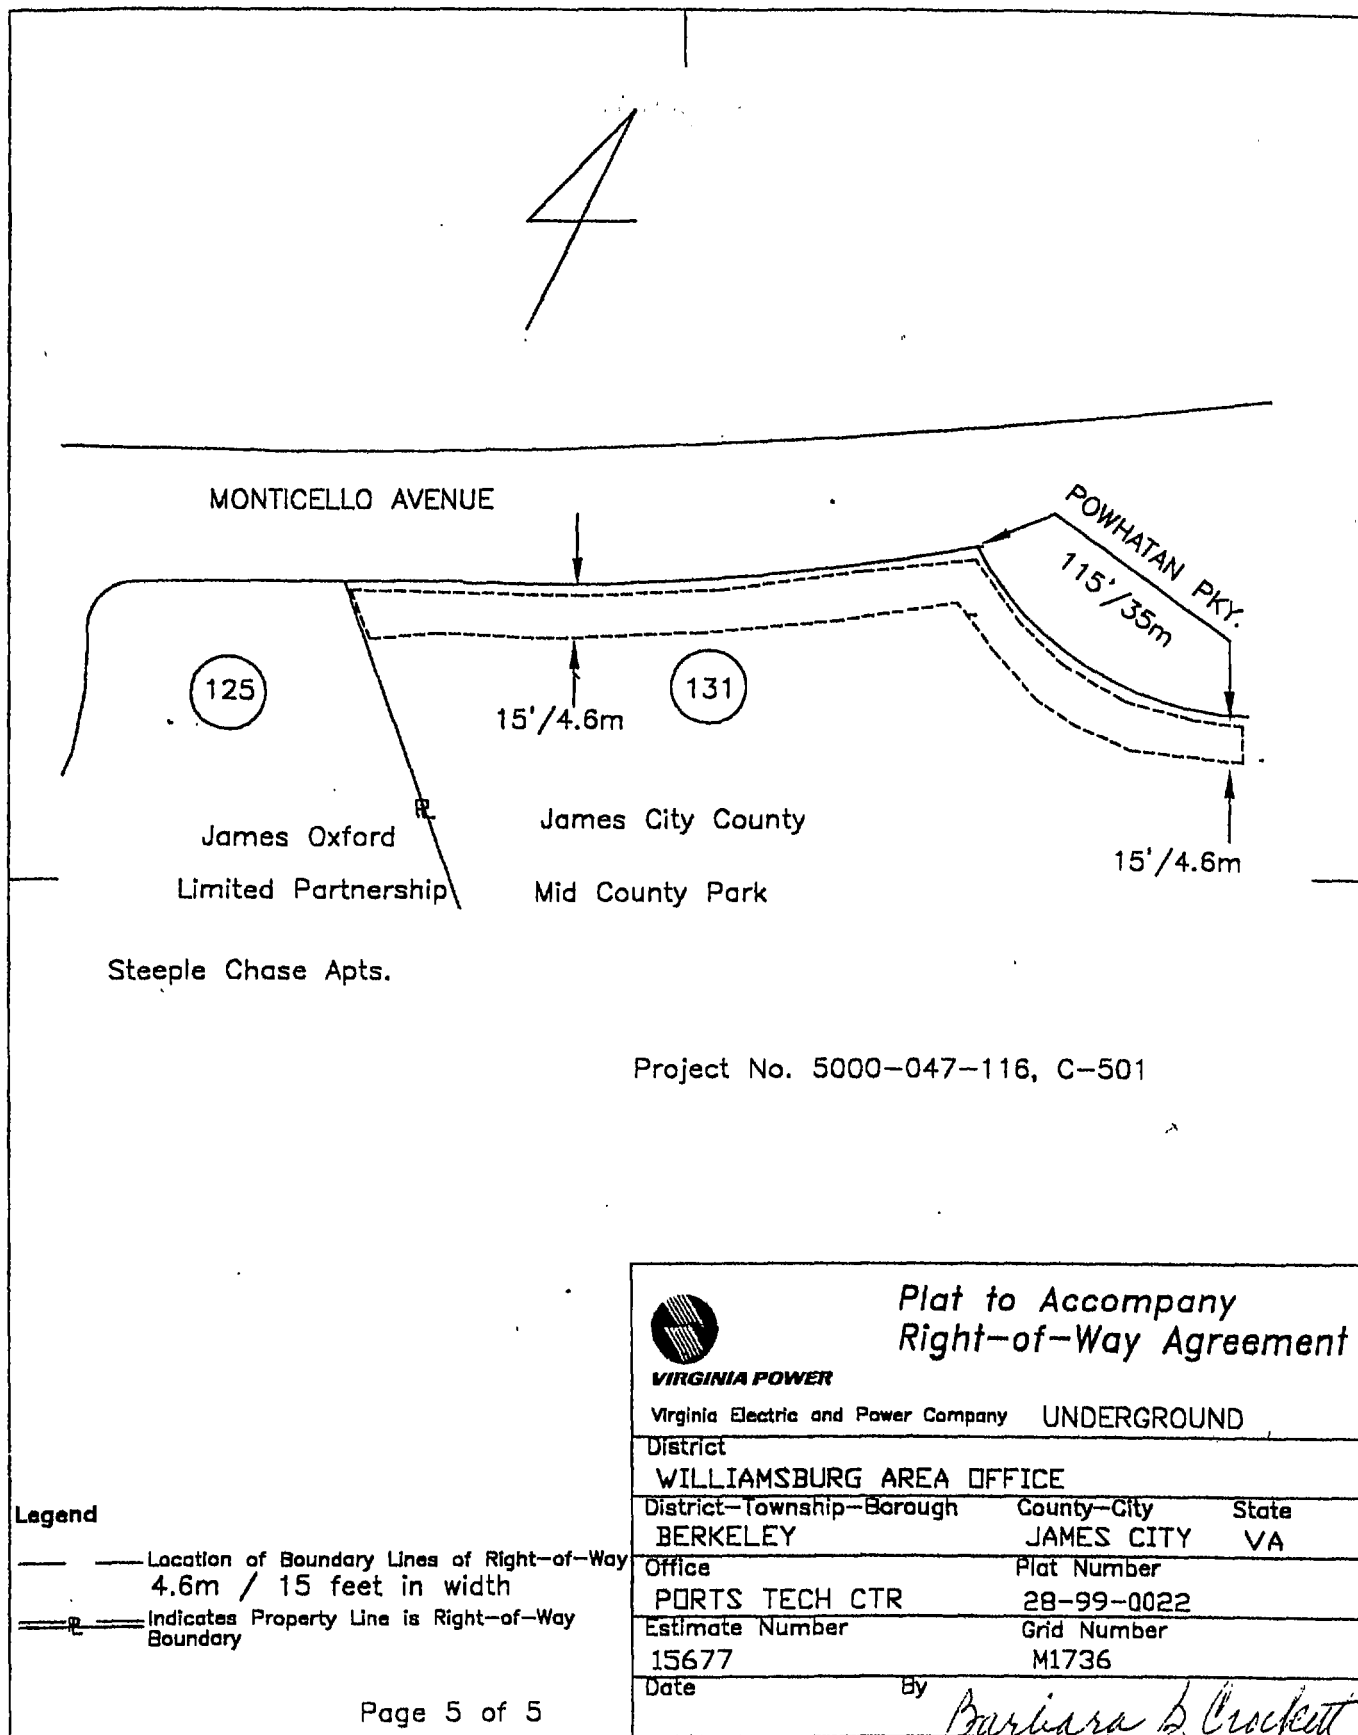 MONTICELLO AVENUE
POWHATAN PKY.
115'/35m
125
131
15'/4.6m
15'/4.6m
James Oxford
Limited Partnership
Steeple Chase Apts.
PL
James City County
Mid County Park
Project No. 5000-047-116, C-501
Plat to Accompany
Right-of-Way Agreement
VIRGINIA POWER
Virginia Electric and Power Company UNDERGROUND
District
WILLIAMSBURG AREA OFFICE
District-Township-Borough County-City State
BERKELEY JAMES CITY VA
Office Plat Number
PORTS TECH CTR 28-99-0022
Estimate Number Grid Number
15677 M1736
Date By Barbara B. Crockett
Legend
Location of Boundary Lines of Right-of-Way
4.6m / 15 feet in width
PL Indicates Property Line is Right-of-Way
Boundary
Page 5 of 5